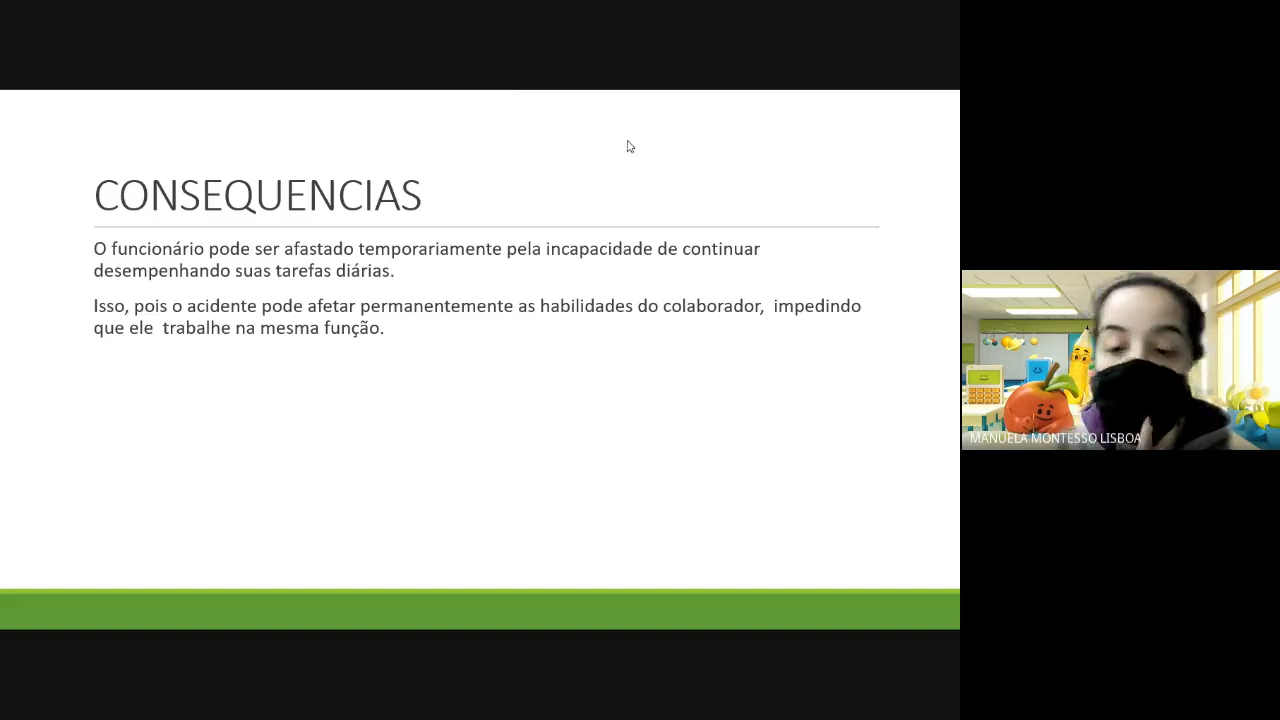 CONSEQUENCIAS
O funcionário pode ser afastado temporariamente pela incapacidade de continuar
desempenhando suas tarefas diárias.
Isso, pois o acidente pode afetar permanentemente as habilidades do colaborador,  impedindo
que ele  trabalhe na mesma função.
MANUELA MONTESSO LISBOA